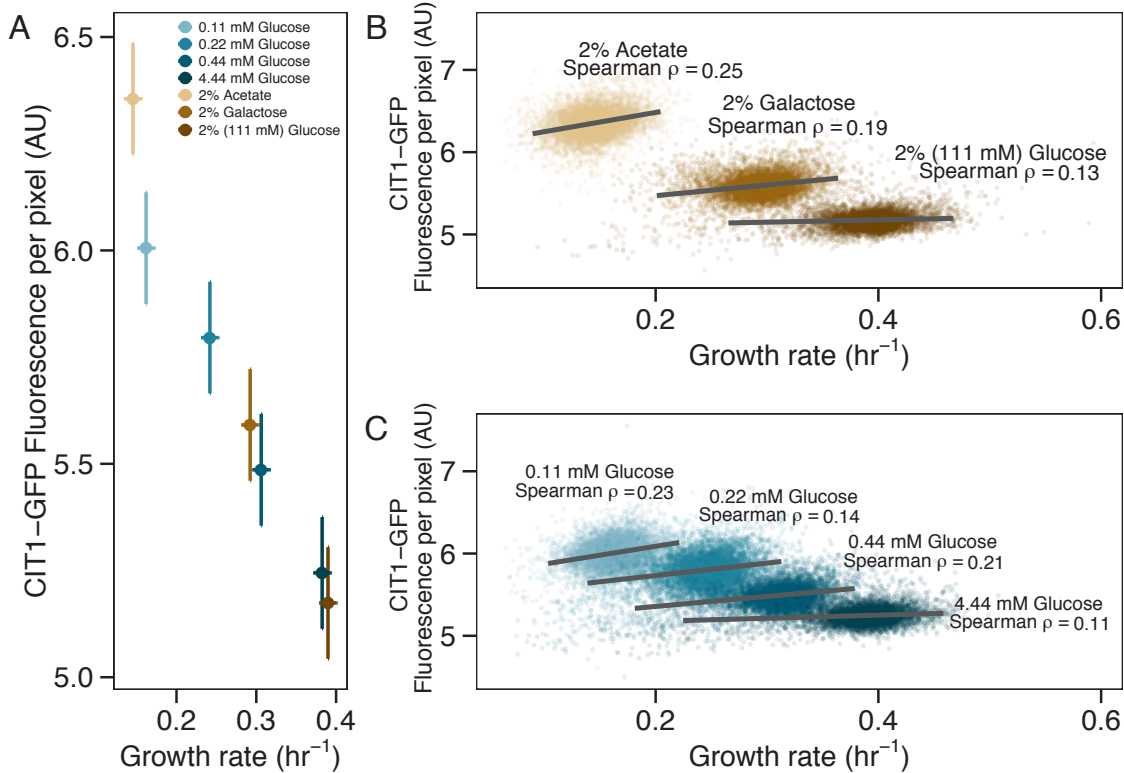 A
CIT1−GFP Fluorescence per pixel (AU)
6.5
6.0
5.5
5.0
0.11 mM Glucose
0.22 mM Glucose
0.44 mM Glucose
4.44 mM Glucose
2% Acetate
2% Galactose
2% (111 mM) Glucose
0.2
0.3
0.4
Growth rate (hr⁻¹)
B
CIT1−GFP
Fluorescence per pixel (AU)
7
6
5
2% Acetate
Spearman ρ = 0.25
2% Galactose
Spearman ρ = 0.19
2% (111 mM) Glucose
Spearman ρ = 0.13
0.2
0.4
0.6
Growth rate (hr⁻¹)
C
CIT1−GFP
Fluorescence per pixel (AU)
7
6
5
0.11 mM Glucose
Spearman ρ = 0.23
0.22 mM Glucose
Spearman ρ = 0.14
0.44 mM Glucose
Spearman ρ = 0.21
4.44 mM Glucose
Spearman ρ = 0.11
0.2
0.4
0.6
Growth rate (hr⁻¹)